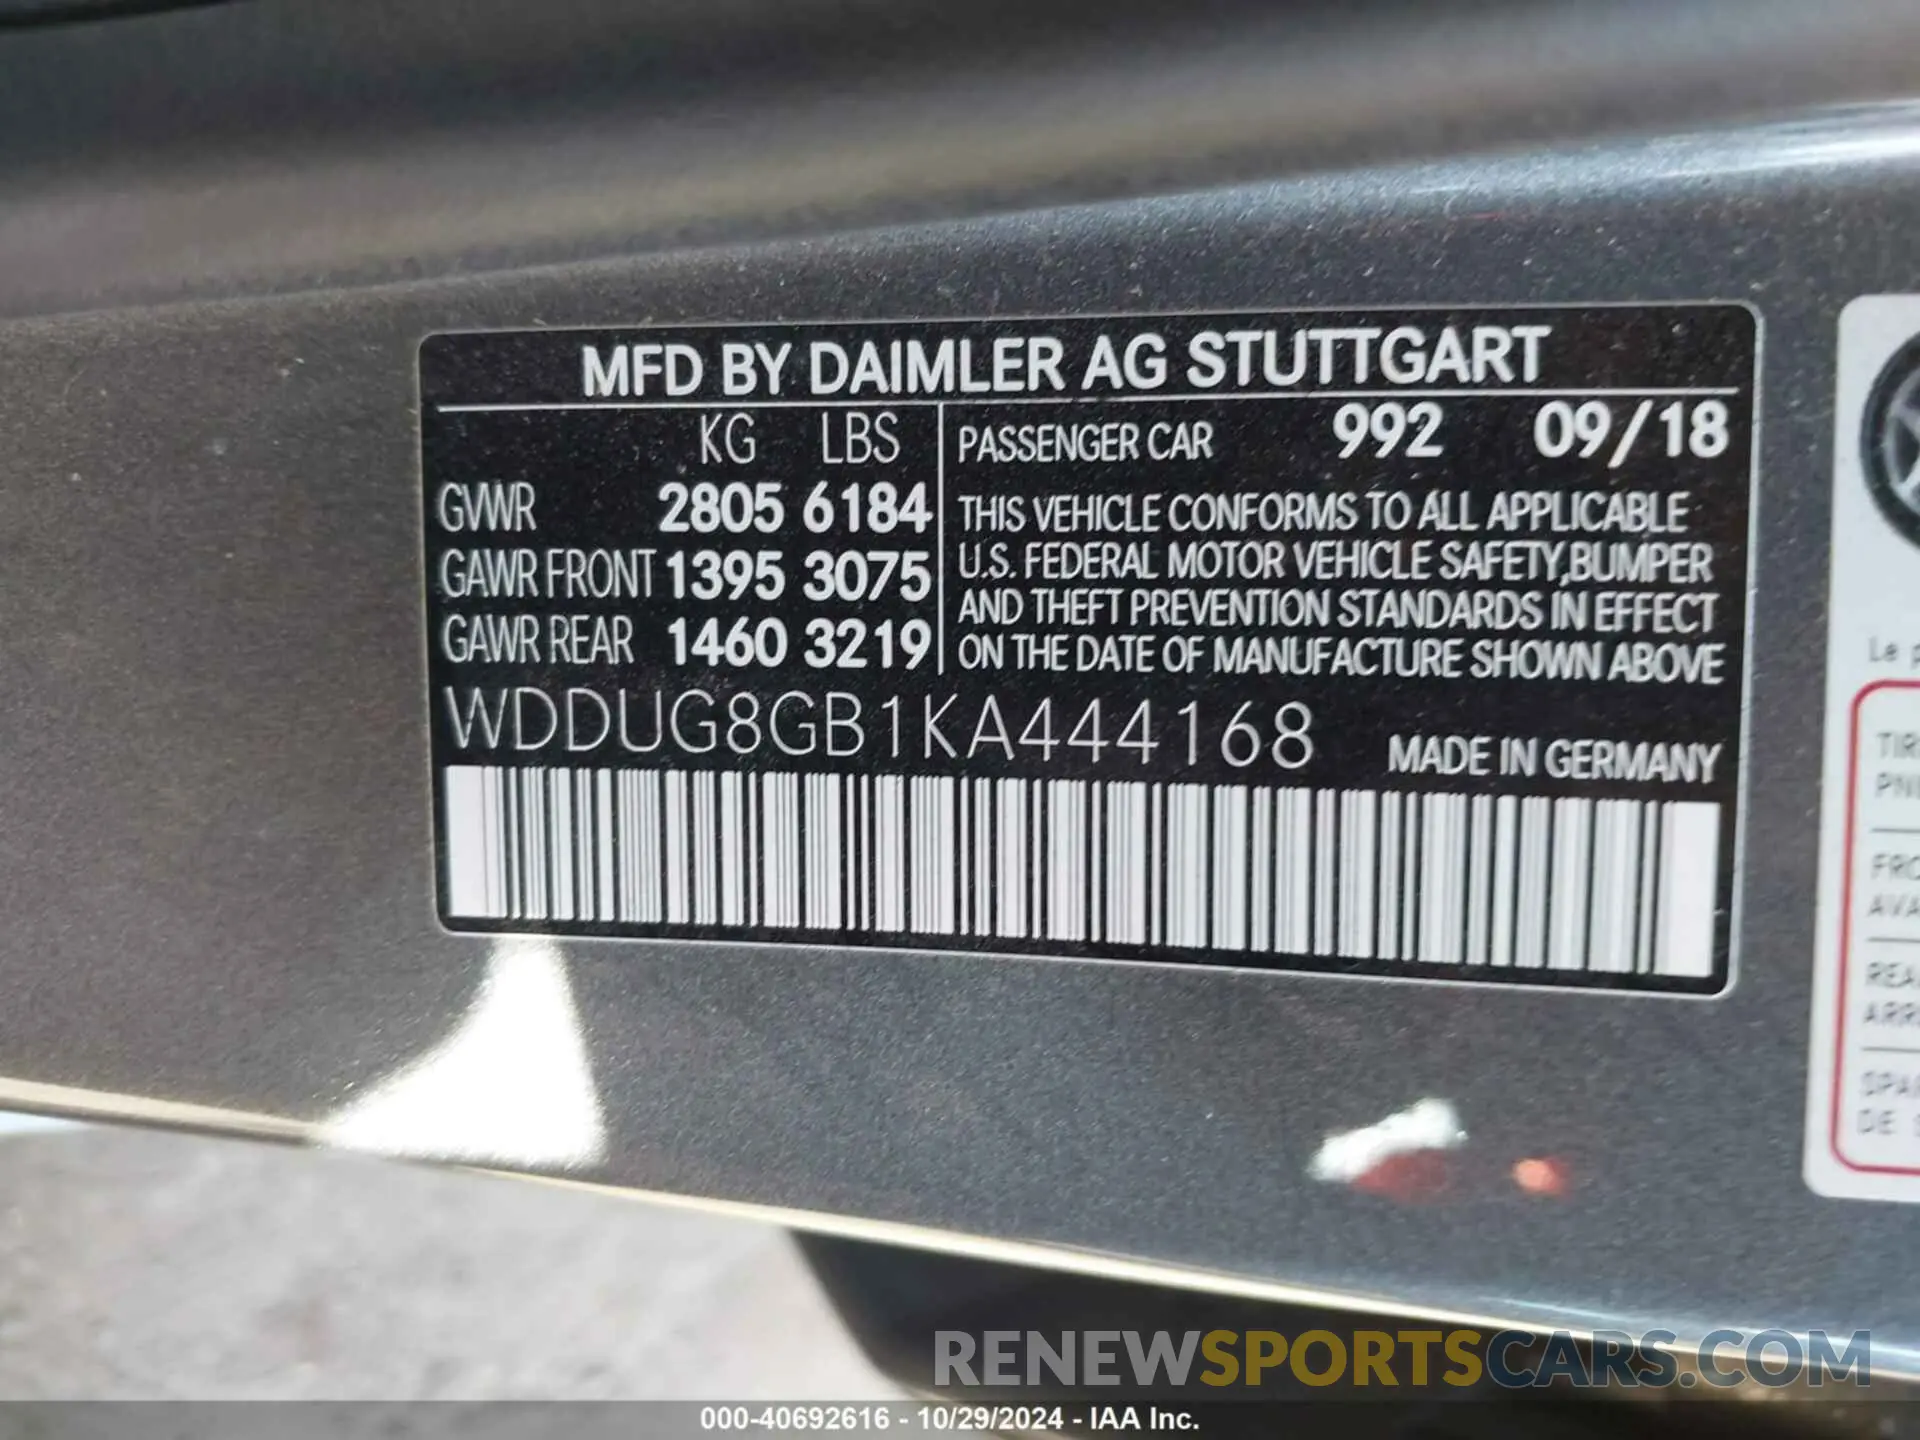 MFD BY DAIMLER AG STUTTGART
KG LBS
GVWR 2805 6184
GAWR FRONT 1395 3075
GAWR REAR 1460 3219
PASSENGER CAR 992 09/18
THIS VEHICLE CONFORMS TO ALL APPLICABLE
U.S. FEDERAL MOTOR VEHICLE SAFETY,BUMPER
AND THEFT PREVENTION STANDARDS IN EFFECT
ON THE DATE OF MANUFACTURE SHOWN ABOVE
WDDUG8GB1KA444168
MADE IN GERMANY
Le
DE
RENEWSPORTSCARS.COM
000-40692616 - 10/29/2024 - IAA Inc.